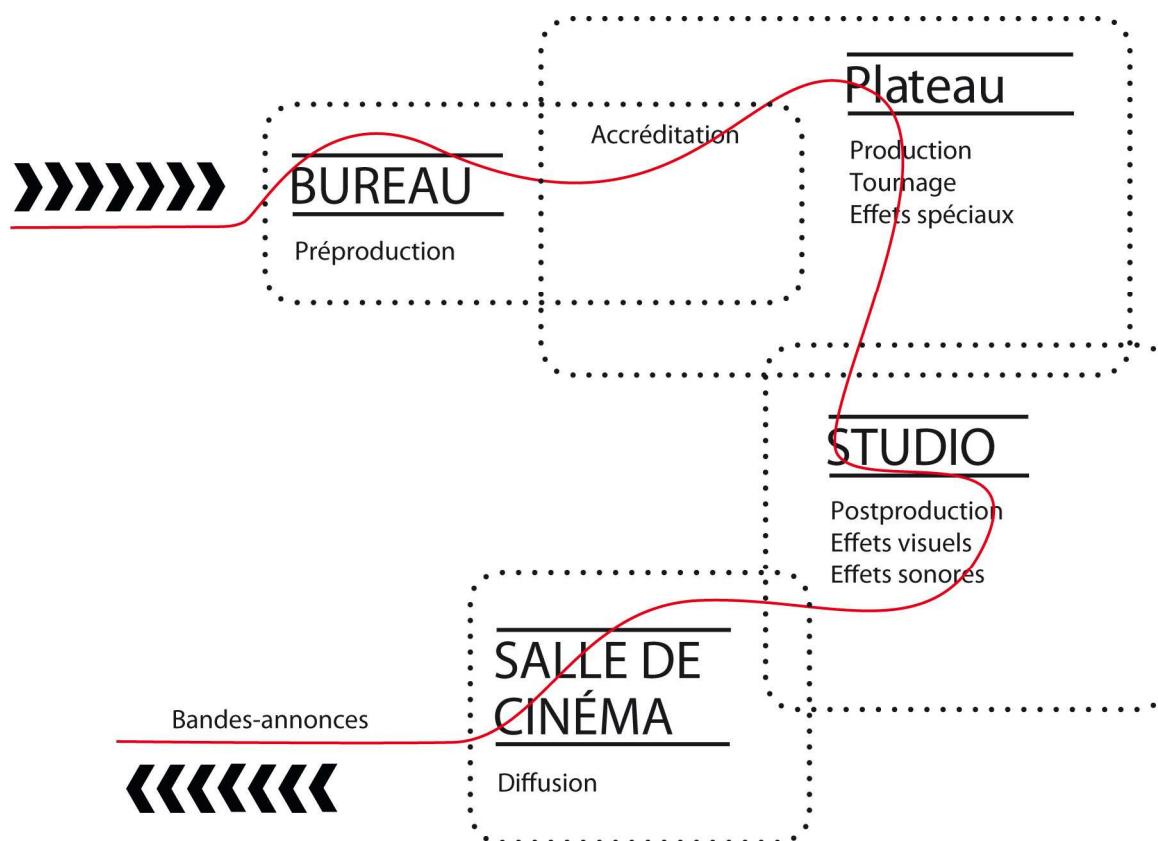 BUREAU
Préproduction
Accréditation
Plateau
Production
Tournage
Effets spéciaux
STUDIO
Postproduction
Effets visuels
Effets sonores
SALLE DE
CINÉMA
Diffusion
Bandes-annonces